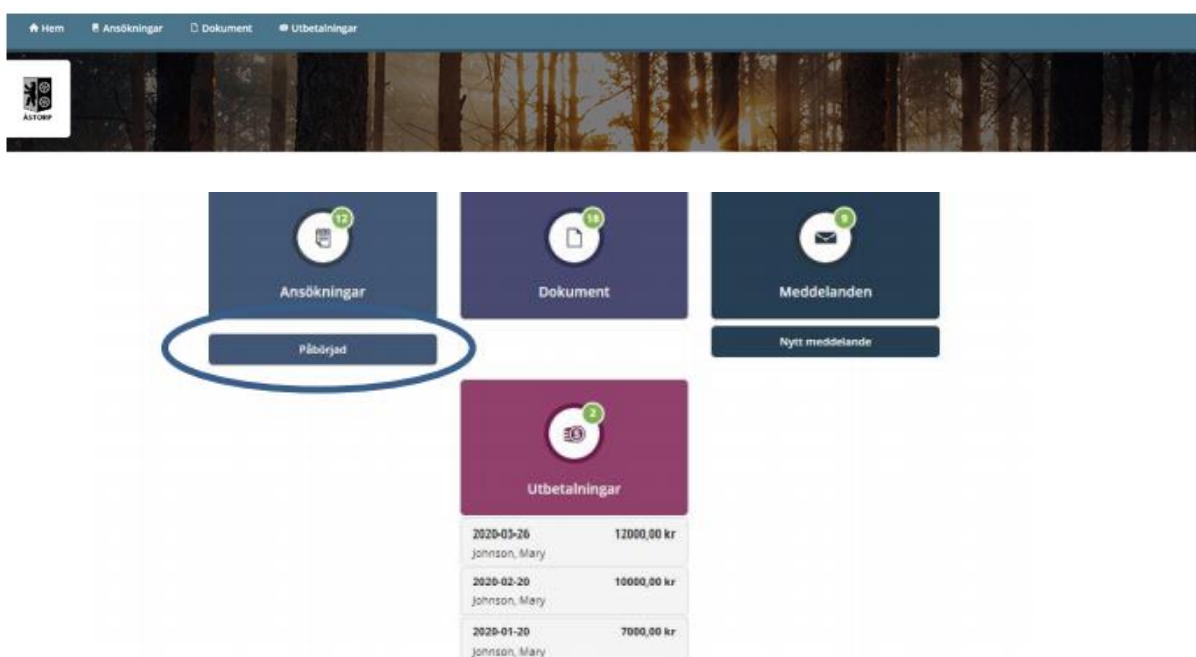 Hem Ansökningar Dokument Utbetalningar
ÅSTORP
12
Ansökningar
Påbörjad
18
Dokument
9
Meddelanden
Nytt meddelande
2
Utbetalningar
2020-03-26 12000,00 kr
Johnson, Mary
2020-02-20 10000,00 kr
Johnson, Mary
2020-01-20 7000,00 kr
Johnson, Mary